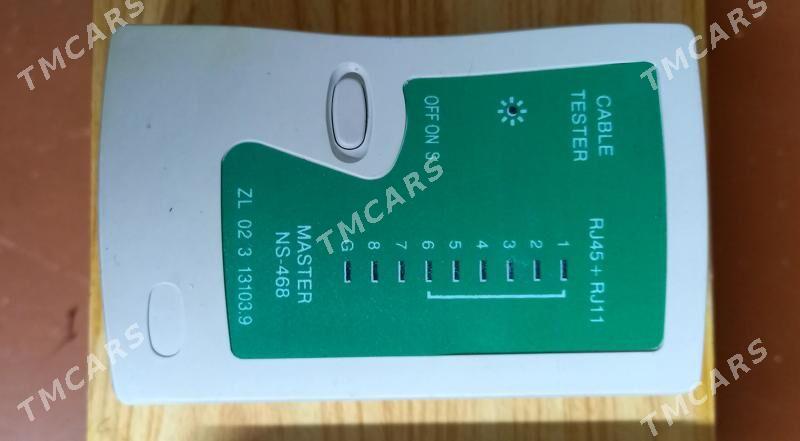 CABLE
TESTER
RJ45 + RJ11
OFF ON S
1
2
3
4
5
6
7
8
G
MASTER
NS-468
ZL 02 3 13103.9
TMCARS
TMCARS
TMCARS
TMCARS
TMCARS